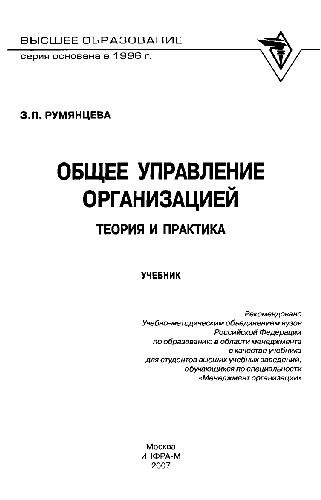 ВЫСШЕЕ ОБРАЗОВАНИЕ
серия основана в 1996 г.
З.П. РУМЯНЦЕВА
ОБЩЕЕ УПРАВЛЕНИЕ
ОРГАНИЗАЦИЕЙ
ТЕОРИЯ И ПРАКТИКА
УЧЕБНИК
Рекомендовано
Учебно-методическим объединением вузов
Российской Федерации
по образованию в области менеджмента
в качестве учебника
для студентов высших учебных заведений,
обучающихся по специальности
«Менеджмент организации»
Москва
ИНФРА-М
2007